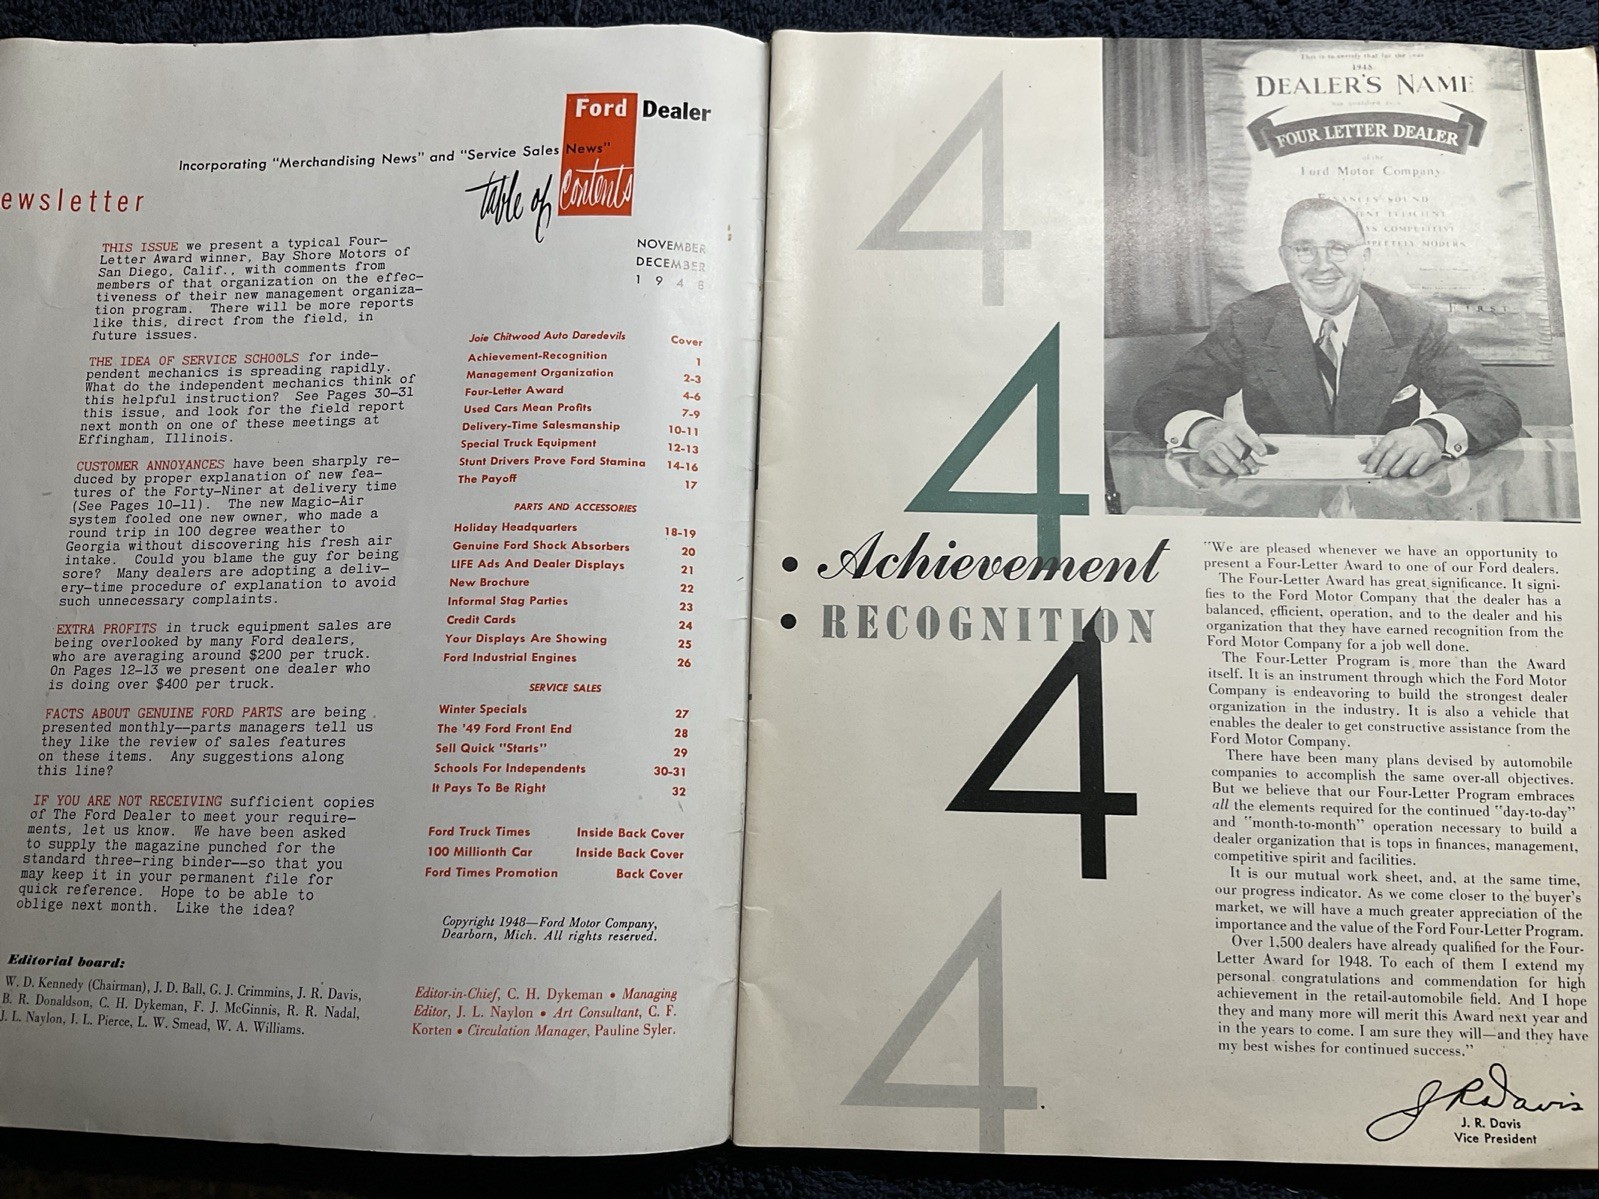 Ford Dealer
Incorporating "Merchandising News" and "Service Sales News"
table of contents
ewsletter
NOVEMBER
DECEMBER
1948
THIS ISSUE we present a typical Four-
Letter Award winner, Bay Shore Motors of
San Diego, Calif., with comments from
members of that organization on the effec-
tiveness of their new management organiza-
tion program. There will be more reports
like this, direct from the field, in
future issues.
THE IDEA OF SERVICE SCHOOLS for inde-
pendent mechanics is spreading rapidly.
What do the independent mechanics think of
this helpful instruction? See Pages 30-31
this issue, and look for the field report
next month on one of these meetings at
Effingham, Illinois.
CUSTOMER ANNOYANCES have been sharply re-
duced by proper explanation of new fea-
tures of the Forty-Niner at delivery time
(See Pages 10-11). The new Magic-Air
system fooled one new owner, who made a
round trip in 100 degree weather to
Georgia without discovering his fresh air
intake. Could you blame the guy for being
sore? Many dealers are adopting a deliv-
ery-time procedure of explanation to avoid
such unnecessary complaints.
EXTRA PROFITS in truck equipment sales are
being overlooked by many Ford dealers,
who are averaging around $200 per truck.
On Pages 12-13 we present one dealer who
is doing over $400 per truck.
FACTS ABOUT GENUINE FORD PARTS are being
presented monthly--parts managers tell us
they like the review of sales features
on these items. Any suggestions along
this line?
IF YOU ARE NOT RECEIVING sufficient copies
of The Ford Dealer to meet your require-
ments, let us know. We have been asked
to supply the magazine punched for the
standard three-ring binder--so that you
may keep it in your permanent file for
quick reference. Hope to be able to
oblige next month. Like the idea?
Editorial board:
W. D. Kennedy (Chairman), J. D. Ball, G. J. Crimmins, J. R. Davis,
B. R. Donaldson, C. H. Dykeman, F. J. McGinnis, R. R. Nadal,
J. L. Naylon, J. L. Pierce, L. W. Smead, W. A. Williams.
Joie Chitwood Auto Daredevils Cover
Achievement-Recognition 1
Management Organization 2-3
Four-Letter Award 4-6
Used Cars Mean Profits 7-9
Delivery-Time Salesmanship 10-11
Special Truck Equipment 12-13
Stunt Drivers Prove Ford Stamina 14-16
The Payoff 17
PARTS AND ACCESSORIES
Holiday Headquarters 18-19
Genuine Ford Shock Absorbers 20
LIFE Ads And Dealer Displays 21
New Brochure 22
Informal Stag Parties 23
Credit Cards 24
Your Displays Are Showing 25
Ford Industrial Engines 26
SERVICE SALES
Winter Specials 27
The '49 Ford Front End 28
Sell Quick "Starts" 29
Schools For Independents 30-31
It Pays To Be Right 32
Ford Truck Times Inside Back Cover
100 Millionth Car Inside Back Cover
Ford Times Promotion Back Cover
Copyright 1948—Ford Motor Company,
Dearborn, Mich. All rights reserved.
Editor-in-Chief, C. H. Dykeman • Managing
Editor, J. L. Naylon • Art Consultant, C. F.
Korten • Circulation Manager, Pauline Syler.
4
4
4
4
• Achievement
• RECOGNITION
This is to certify that for the year
1948
DEALER'S NAME
has qualified as a
FOUR LETTER DEALER
of the
Ford Motor Company
FINANCES SOUND
EFFICIENT
COMPETITIVE
COMPLETELY MODERN
FIRST
"We are pleased whenever we have an opportunity to
present a Four-Letter Award to one of our Ford dealers.
The Four-Letter Award has great significance. It signi-
fies to the Ford Motor Company that the dealer has a
balanced, efficient, operation, and to the dealer and his
organization that they have earned recognition from the
Ford Motor Company for a job well done.
The Four-Letter Program is more than the Award
itself. It is an instrument through which the Ford Motor
Company is endeavoring to build the strongest dealer
organization in the industry. It is also a vehicle that
enables the dealer to get constructive assistance from the
Ford Motor Company.
There have been many plans devised by automobile
companies to accomplish the same over-all objectives.
But we believe that our Four-Letter Program embraces
all the elements required for the continued "day-to-day"
and "month-to-month" operation necessary to build a
dealer organization that is tops in finances, management,
competitive spirit and facilities.
It is our mutual work sheet, and, at the same time,
our progress indicator. As we come closer to the buyer's
market, we will have a much greater appreciation of the
importance and the value of the Ford Four-Letter Program.
Over 1,500 dealers have already qualified for the Four-
Letter Award for 1948. To each of them I extend my
personal congratulations and commendation for high
achievement in the retail-automobile field. And I hope
they and many more will merit this Award next year and
in the years to come. I am sure they will—and they have
my best wishes for continued success."
J R Davis
J. R. Davis
Vice President